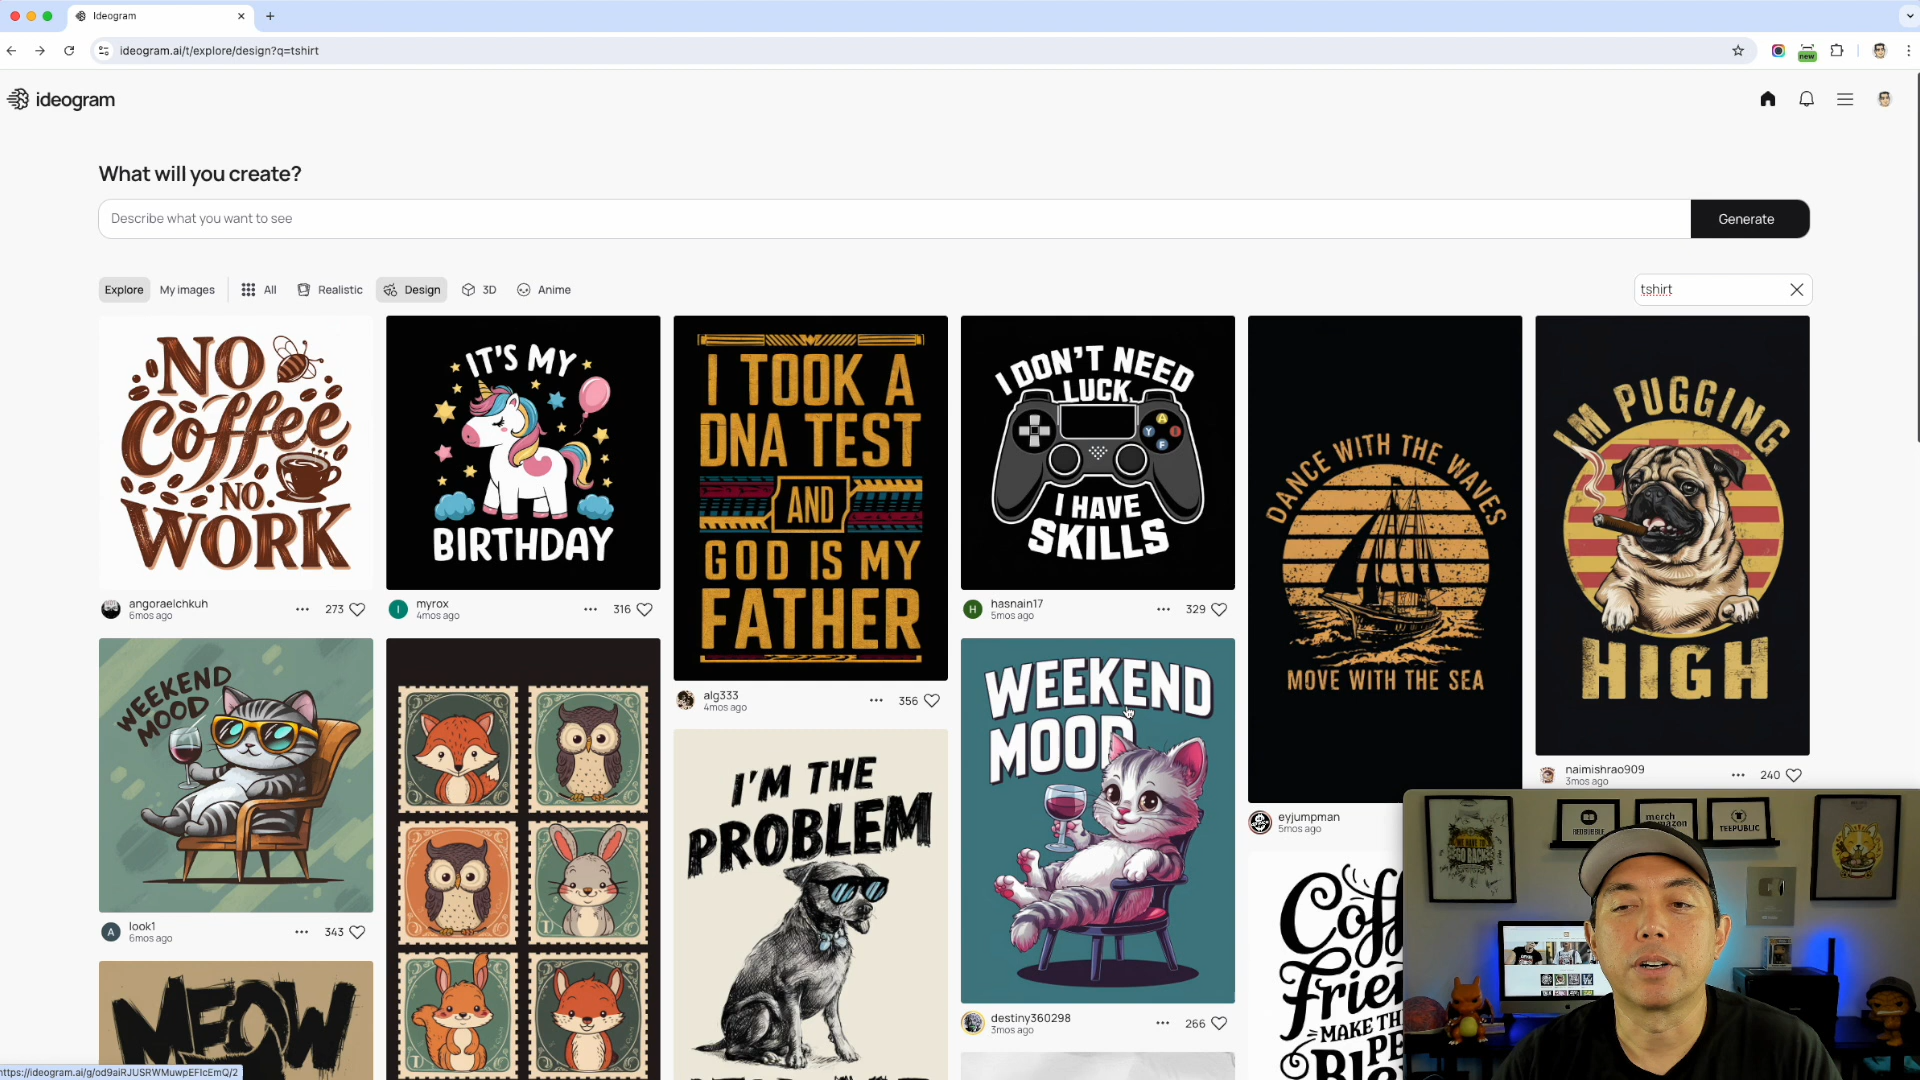 Ideogram
ideogram.ai/t/explore/design?q=tshirt
new
ideogram
What will you create?
Describe what you want to see
Generate
Explore
My images
All
Realistic
Design
3D
Anime
tshirt
NO
Coffee
NO
WORK
angoraelchkuh
6mos ago
273
IT'S MY
BIRTHDAY
myrox
4mos ago
316
I TOOK A
DNA TEST
AND
GOD IS MY
FATHER
alg333
4mos ago
356
I DON'T NEED
LUCK,
I HAVE
SKILLS
H
hasnain17
5mos ago
329
DANCE WITH THE WAVES
MOVE WITH THE SEA
eyjumpman
5mos ago
I'M PUGGING
HIGH
naimishrao909
3mos ago
240
WEEKEND
MOOD
A
look1
6mos ago
343
I'M THE
PROBLEM
WEEKEND
MOOD
destiny360298
3mos ago
266
MEOW
REDBUBBLE
merch
amazon
TEEPUBLIC
https://ideogram.ai/g/od9aiRJUSRWMuwpEFIcEmQ/2